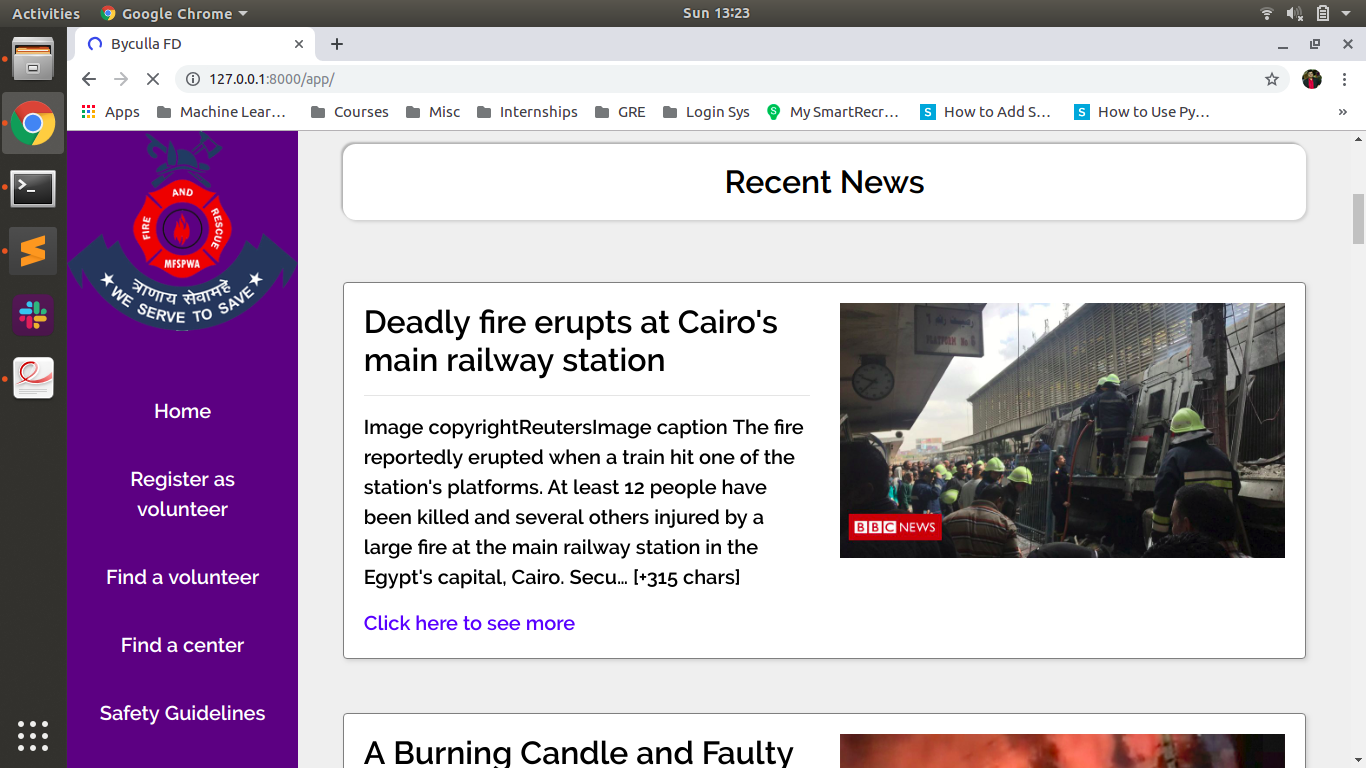 Activities
Google Chrome
Sun 13:23
Byculla FD
127.0.0.1:8000/app/
Apps
Machine Lear...
Courses
Misc
Internships
GRE
Login Sys
My SmartRecr...
S
How to Add S...
S
How to Use Py...
»
AND
FIRE
RESCUE
MFSPWA
त्राणाय सेवामहे
WE SERVE TO SAVE
Home
Register as
volunteer
Find a volunteer
Find a center
Safety Guidelines
Recent News
Deadly fire erupts at Cairo's
main railway station
Image copyrightReutersImage caption The fire
reportedly erupted when a train hit one of the
station's platforms. At least 12 people have
been killed and several others injured by a
large fire at the main railway station in the
Egypt's capital, Cairo. Secu… [+315 chars]
Click here to see more
PLATFORM No
BBC NEWS
A Burning Candle and Faulty